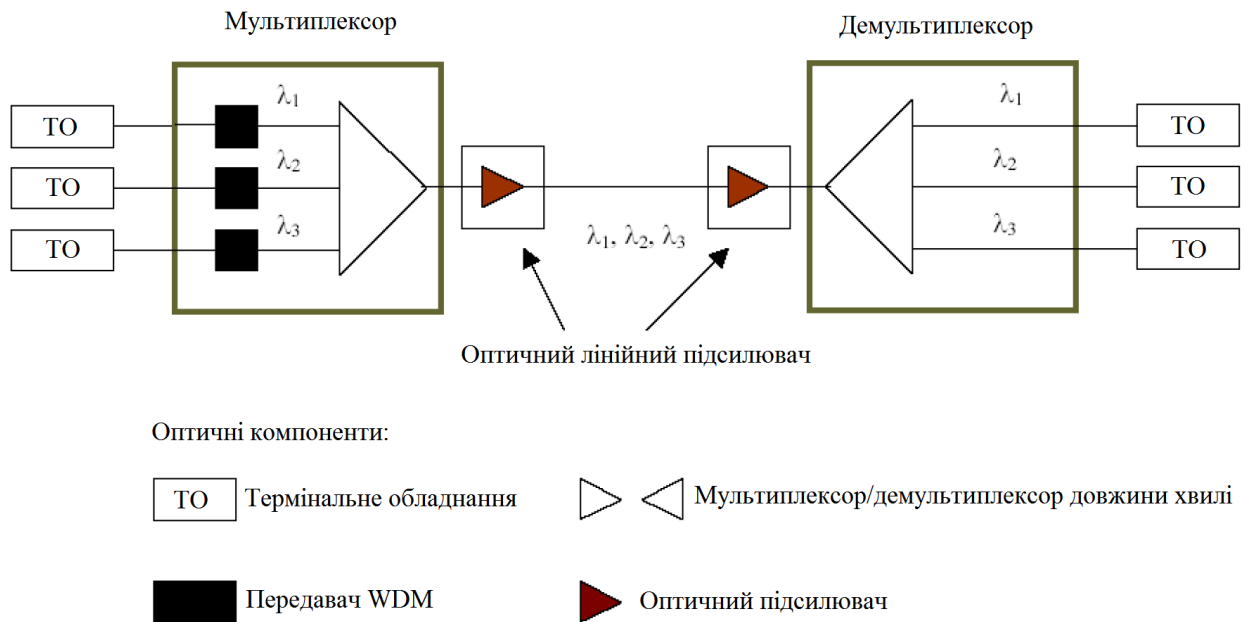 Мультиплексор
Демультиплексор
λ1
λ1
ТО
ТО
λ2
λ2
ТО
ТО
λ3
λ3
ТО
ТО
λ1, λ2, λ3
Оптичний лінійний підсилювач
Оптичні компоненти:
ТО
Термінальне обладнання
Мультиплексор/демультиплексор довжини хвилі
Передавач WDM
Оптичний підсилювач